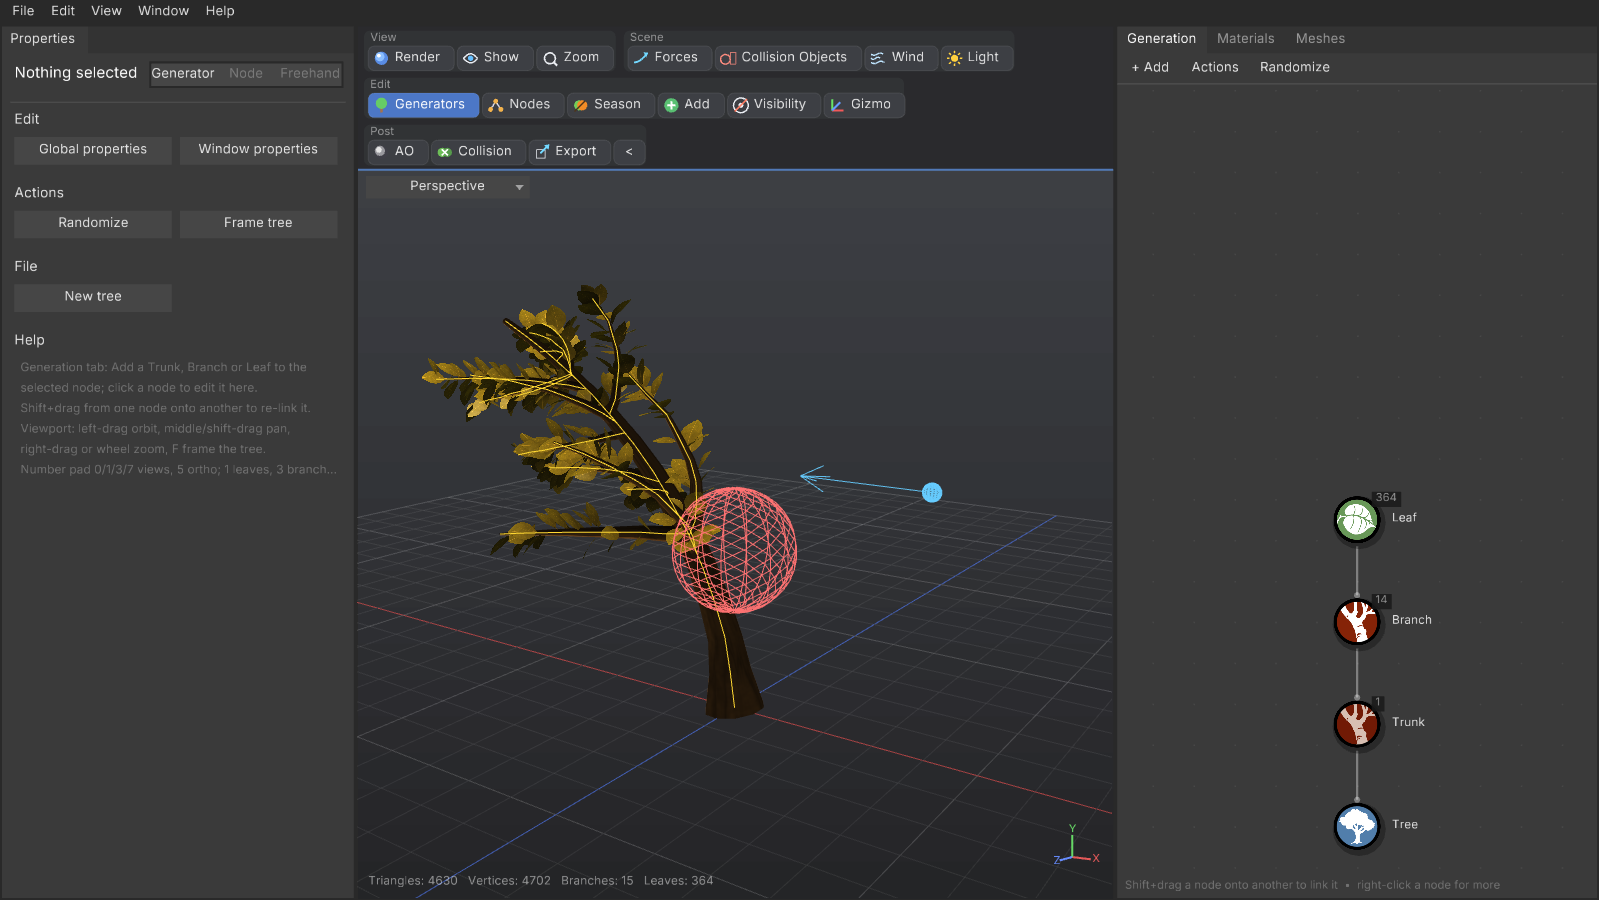 File Edit View Window Help
Properties
Nothing selected
Generator Node Freehand
Edit
Global properties Window properties
Actions
Randomize Frame tree
File
New tree
Help
Generation tab: Add a Trunk, Branch or Leaf to the
selected node; click a node to edit it here.
Shift+drag from one node onto another to re-link it.
Viewport: left-drag orbit, middle/shift-drag pan,
right-drag or wheel zoom, F frame the tree.
Number pad 0/1/3/7 views, 5 ortho; 1 leaves, 3 branch...
View
Render Show Zoom
Scene
Forces Collision Objects Wind Light
Edit
Generators Nodes Season Add Visibility Gizmo
Post
AO Collision Export <
Perspective
Y
Z X
Triangles: 4630 Vertices: 4702 Branches: 15 Leaves: 364
Generation Materials Meshes
+ Add Actions Randomize
364
Leaf
14
Branch
1
Trunk
Tree
Shift+drag a node onto another to link it • right-click a node for more